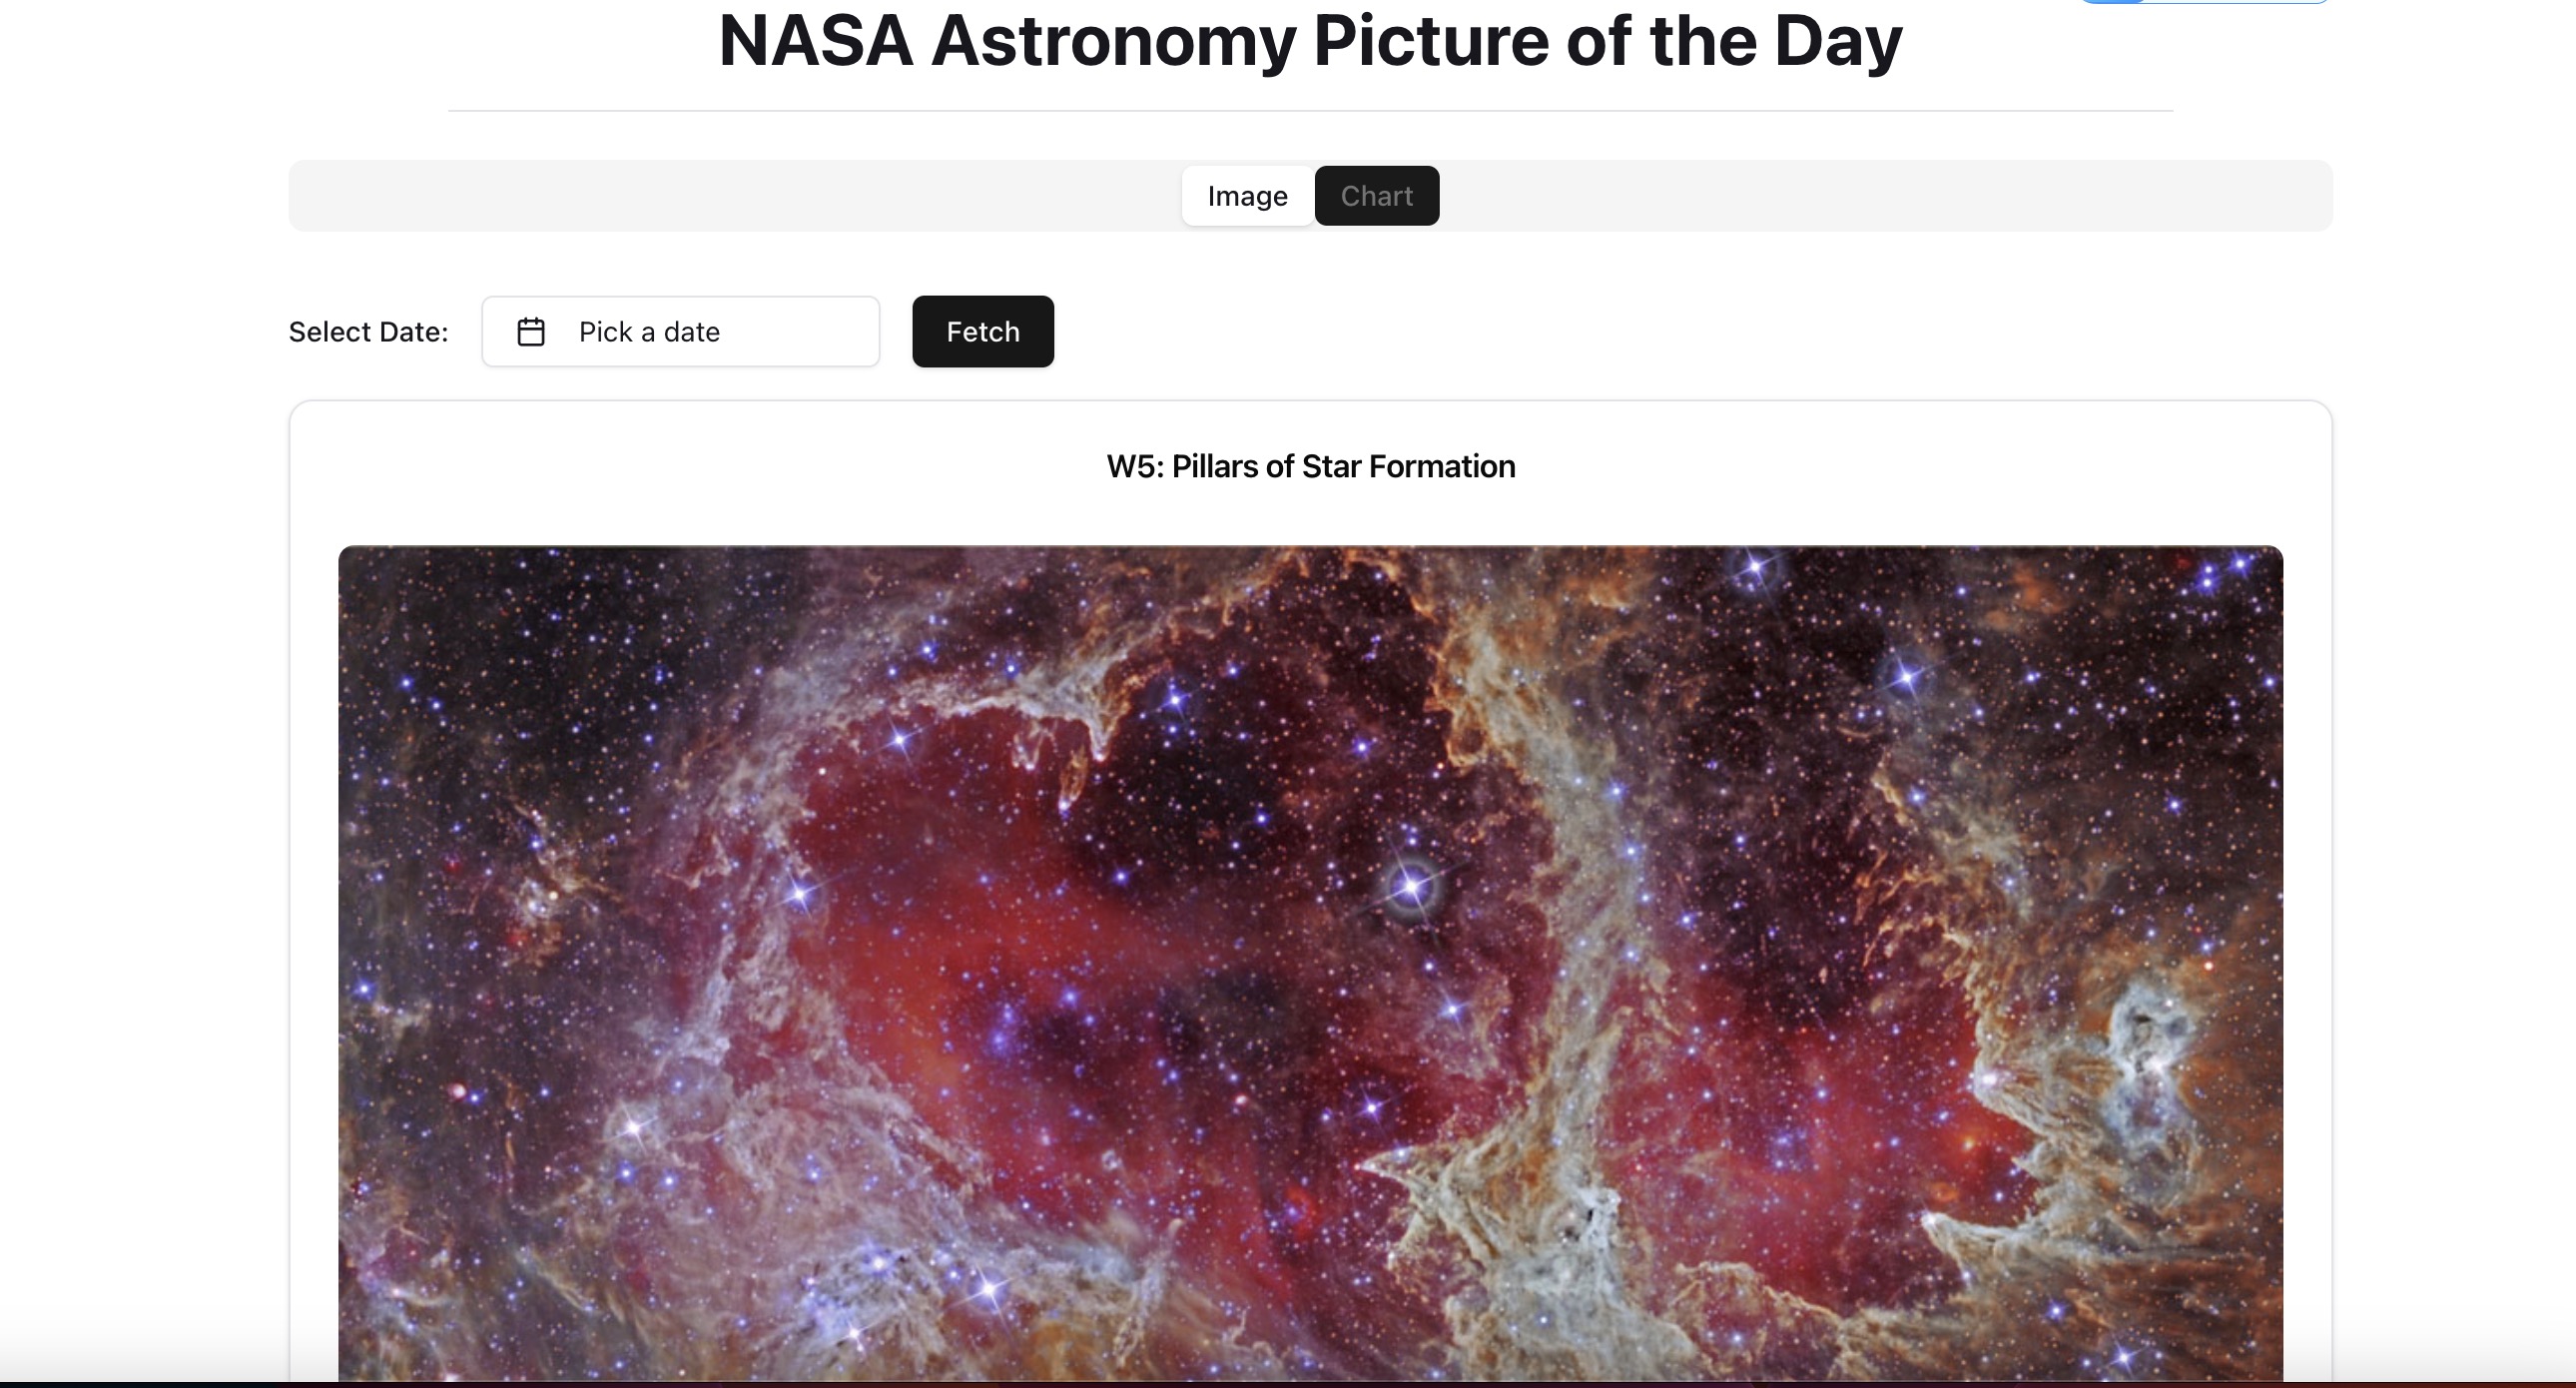 NASA Astronomy Picture of the Day
Image Chart
Select Date: Pick a date Fetch
W5: Pillars of Star Formation